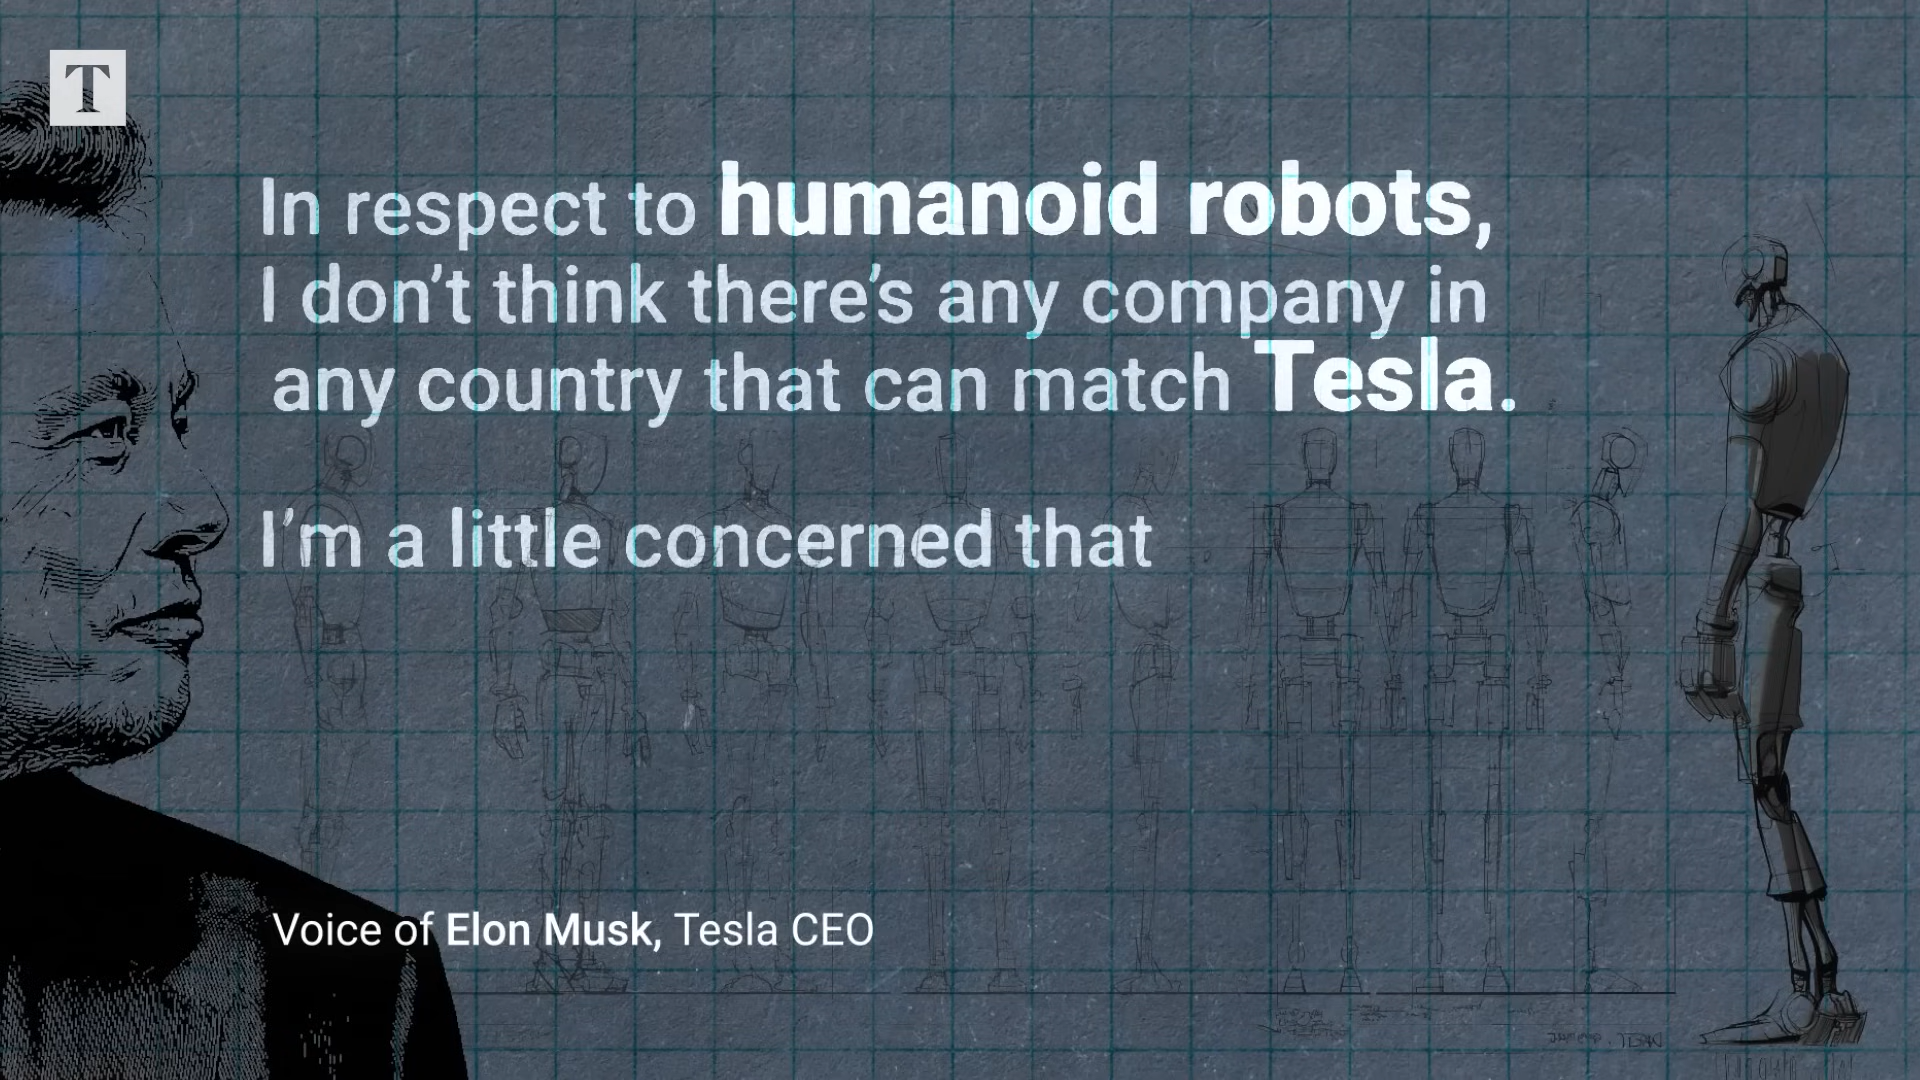 T
In respect to humanoid robots,
I don’t think there’s any company in
any country that can match Tesla.
I’m a little concerned that
Voice of Elon Musk, Tesla CEO